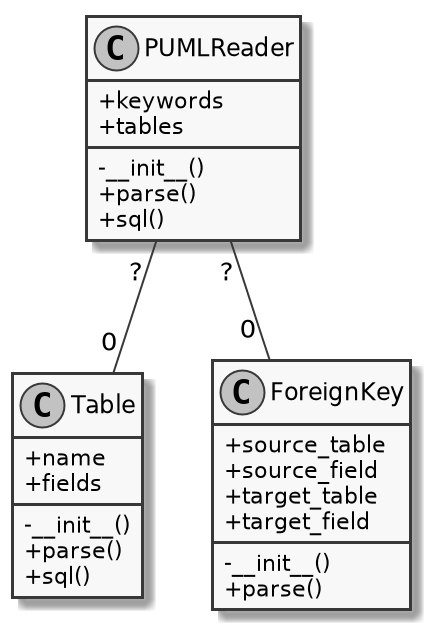 C PUMLReader
+keywords
+tables
-__init__()
+parse()
+sql()
? ?
0 0
C Table
+name
+fields
-__init__()
+parse()
+sql()
C ForeignKey
+source_table
+source_field
+target_table
+target_field
-__init__()
+parse()